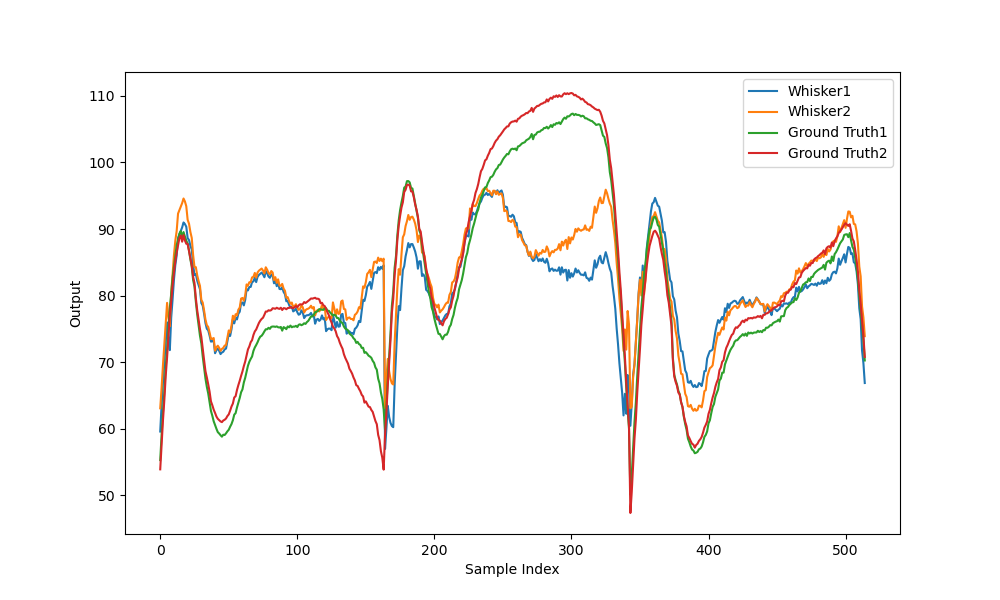 Whisker1
Whisker2
Ground Truth1
Ground Truth2
110
100
90
80
70
60
50
Output
0
100
200
300
400
500
Sample Index